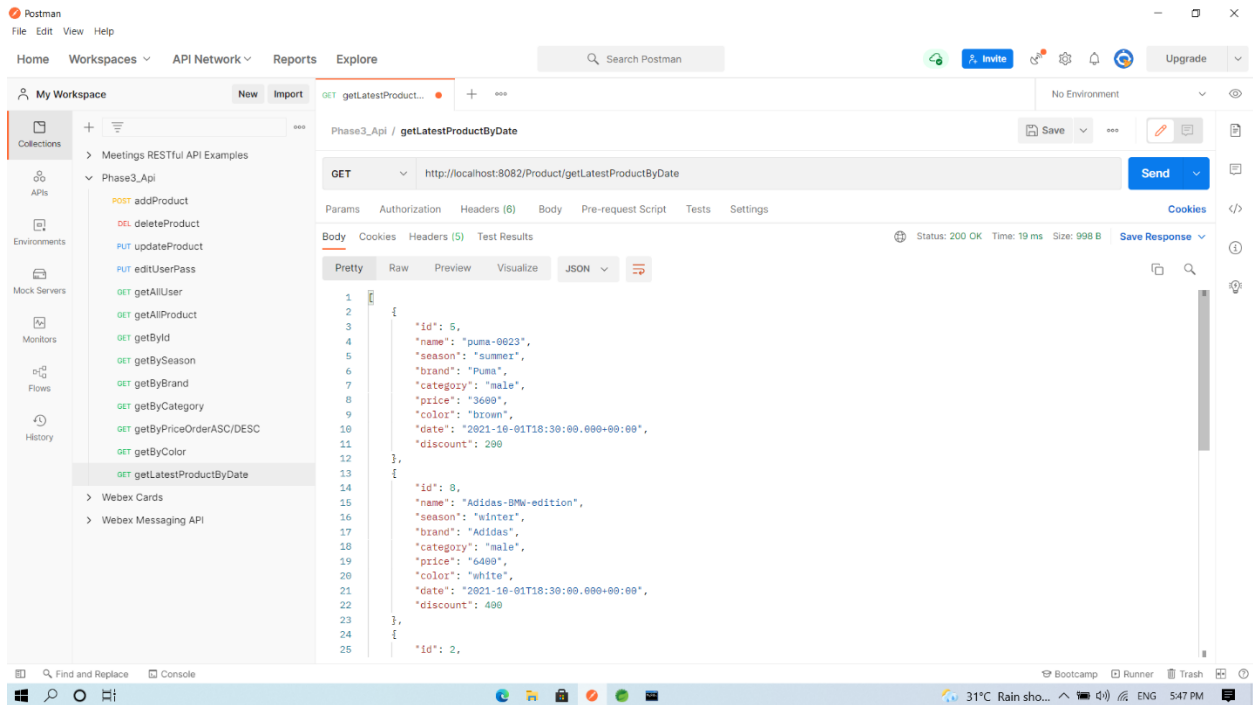 Postman
File Edit View Help
Home Workspaces API Network Reports Explore Search Postman Invite Upgrade
My Workspace New Import GET getLatestProduct... No Environment
Phase3_Api / getLatestProductByDate Save
Collections
APIs
Environments
Mock Servers
Monitors
Flows
History
Meetings RESTful API Examples
Phase3_Api
POST addProduct
DEL deleteProduct
PUT updateProduct
PUT editUserPass
GET getAllUser
GET getAllProduct
GET getById
GET getBySeason
GET getByBrand
GET getByCategory
GET getByPriceOrderASC/DESC
GET getByColor
GET getLatestProductByDate
Webex Cards
Webex Messaging API
GET http://localhost:8082/Product/getLatestProductByDate Send
Params Authorization Headers (6) Body Pre-request Script Tests Settings Cookies
Body Cookies Headers (5) Test Results Status: 200 OK Time: 19 ms Size: 998 B Save Response
Pretty Raw Preview Visualize JSON
1 [
2 {
3 "id": 5,
4 "name": "puma-0023",
5 "season": "summer",
6 "brand": "Puma",
7 "category": "male",
8 "price": "3600",
9 "color": "brown",
10 "date": "2021-10-01T18:30:00.000+00:00",
11 "discount": 200
12 },
13 {
14 "id": 8,
15 "name": "Adidas-BMW-edition",
16 "season": "winter",
17 "brand": "Adidas",
18 "category": "male",
19 "price": "6400",
20 "color": "white",
21 "date": "2021-10-01T18:30:00.000+00:00",
22 "discount": 400
23 },
24 {
25 "id": 2,
Find and Replace Console Bootcamp Runner Trash
31°C Rain sho... ENG 5:47 PM